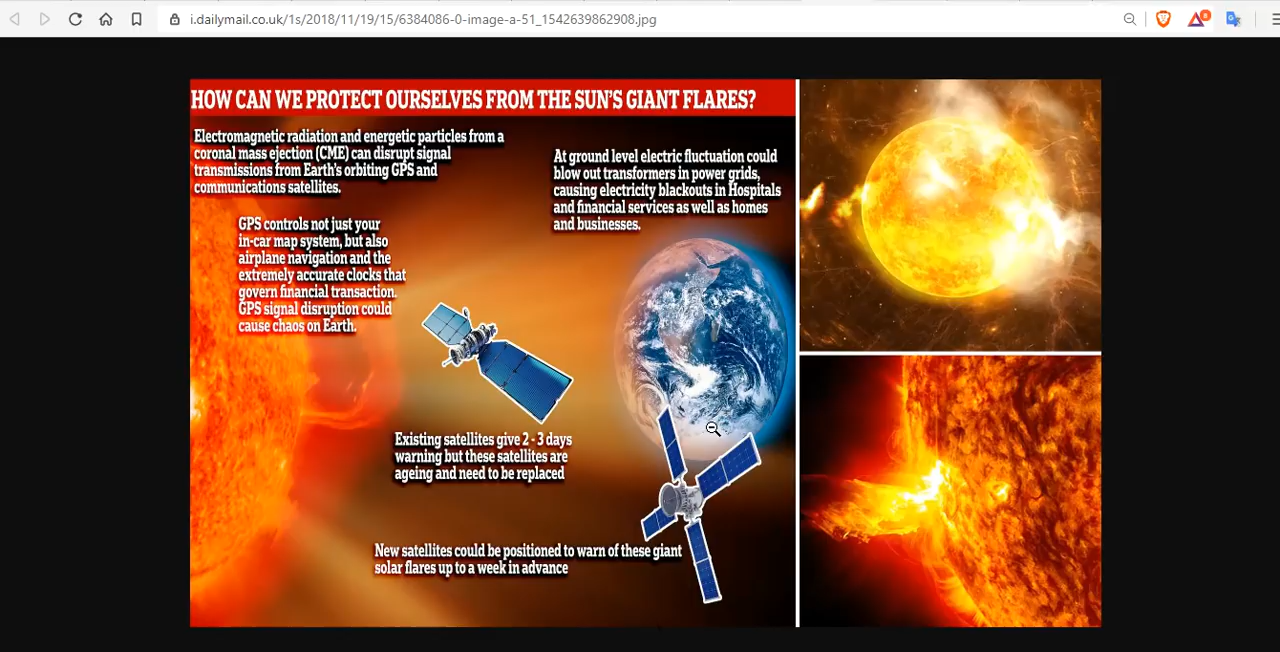 i.dailymail.co.uk/1s/2018/11/19/15/6384086-0-image-a-51_1542639862908.jpg
HOW CAN WE PROTECT OURSELVES FROM THE SUN'S GIANT FLARES?
Electromagnetic radiation and energetic particles from a
coronal mass ejection (CME) can disrupt signal
transmissions from Earth's orbiting GPS and
communications satellites.
At ground level electric fluctuation could
blow out transformers in power grids,
causing electricity blackouts in Hospitals
and financial services as well as homes
and businesses.
GPS controls not just your
in-car map system, but also
airplane navigation and the
extremely accurate clocks that
govern financial transaction.
GPS signal disruption could
cause chaos on Earth.
Existing satellites give 2 - 3 days
warning but these satellites are
ageing and need to be replaced
New satellites could be positioned to warn of these giant
solar flares up to a week in advance